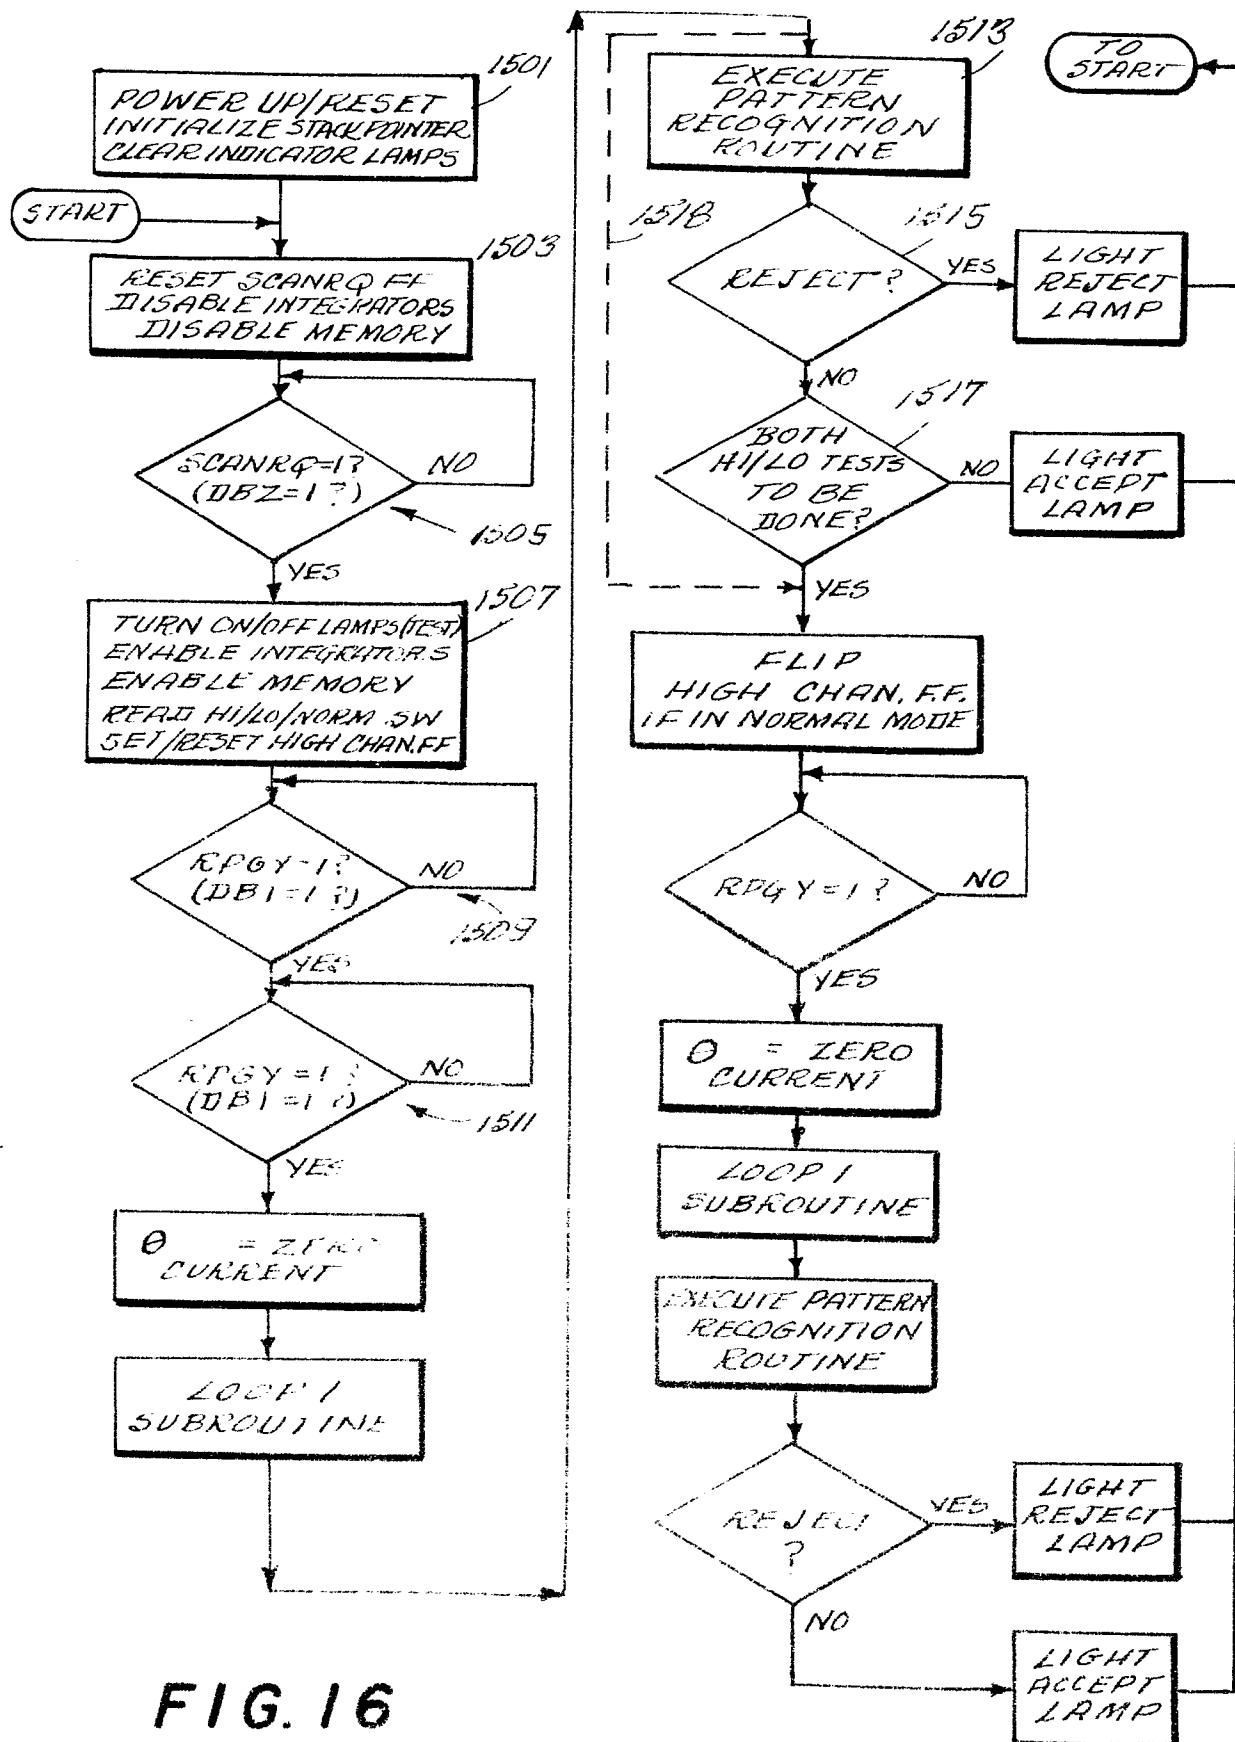 1501
POWER UP/RESET
INITIALIZE STACK POINTER
CLEAR INDICATOR LAMPS
START
1503
RESET SCANRQ FF
DISABLE INTEGRATORS
DISABLE MEMORY
SCANRQ=1?
(DBZ=1?)
NO
1505
YES
1507
TURN ON/OFF LAMPS (TEST)
ENABLE INTEGRATORS
ENABLE MEMORY
READ HI/LO/NORM SW
SET/RESET HIGH CHAN.FF
RPGY=1?
(DB1=1?)
NO
1509
YES
RPGY=1?
(DB1=1?)
NO
1511
YES
θ = ZERO
CURRENT
LOOP 1
SUBROUTINE
1513
EXECUTE
PATTERN
RECOGNITION
ROUTINE
TO
START
1518
1515
REJECT?
YES
LIGHT
REJECT
LAMP
NO
1517
BOTH
HI/LO TESTS
TO BE
DONE?
NO
LIGHT
ACCEPT
LAMP
YES
FLIP
HIGH CHAN. F.F.
IF IN NORMAL MODE
RPGY=1?
NO
YES
θ = ZERO
CURRENT
LOOP 1
SUBROUTINE
EXECUTE PATTERN
RECOGNITION
ROUTINE
REJECT
?
YES
LIGHT
REJECT
LAMP
NO
LIGHT
ACCEPT
LAMP
FIG. 16